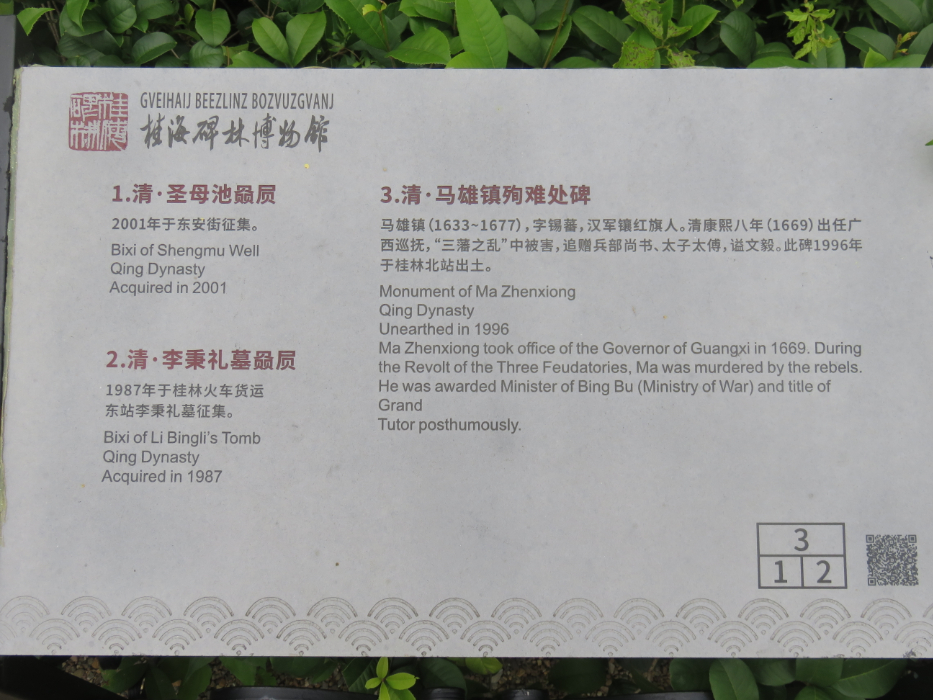 GVEIHAIJ BEEZLINZ BOZVUZGVANJ
桂海碑林博物馆
1.清·圣母池赑屃
2001年于东安街征集。
Bixi of Shengmu Well
Qing Dynasty
Acquired in 2001
2.清·李秉礼墓赑屃
1987年于桂林火车货运
东站李秉礼墓征集。
Bixi of Li Bingli's Tomb
Qing Dynasty
Acquired in 1987
3.清·马雄镇殉难处碑
马雄镇（1633~1677），字锡蕃，汉军镶红旗人。清康熙八年（1669）出任广
西巡抚，“三藩之乱”中被害，追赠兵部尚书、太子太傅，谥文毅。此碑1996年
于桂林北站出土。
Monument of Ma Zhenxiong
Qing Dynasty
Unearthed in 1996
Ma Zhenxiong took office of the Governor of Guangxi in 1669. During
the Revolt of the Three Feudatories, Ma was murdered by the rebels.
He was awarded Minister of Bing Bu (Ministry of War) and title of
Grand
Tutor posthumously.
3
1 2